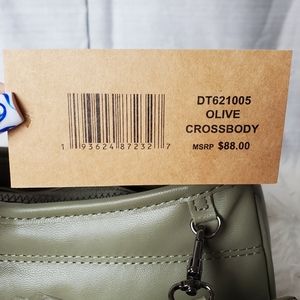 DT621005
OLIVE
CROSSBODY
MSRP $88.00
1 93624 87232 7